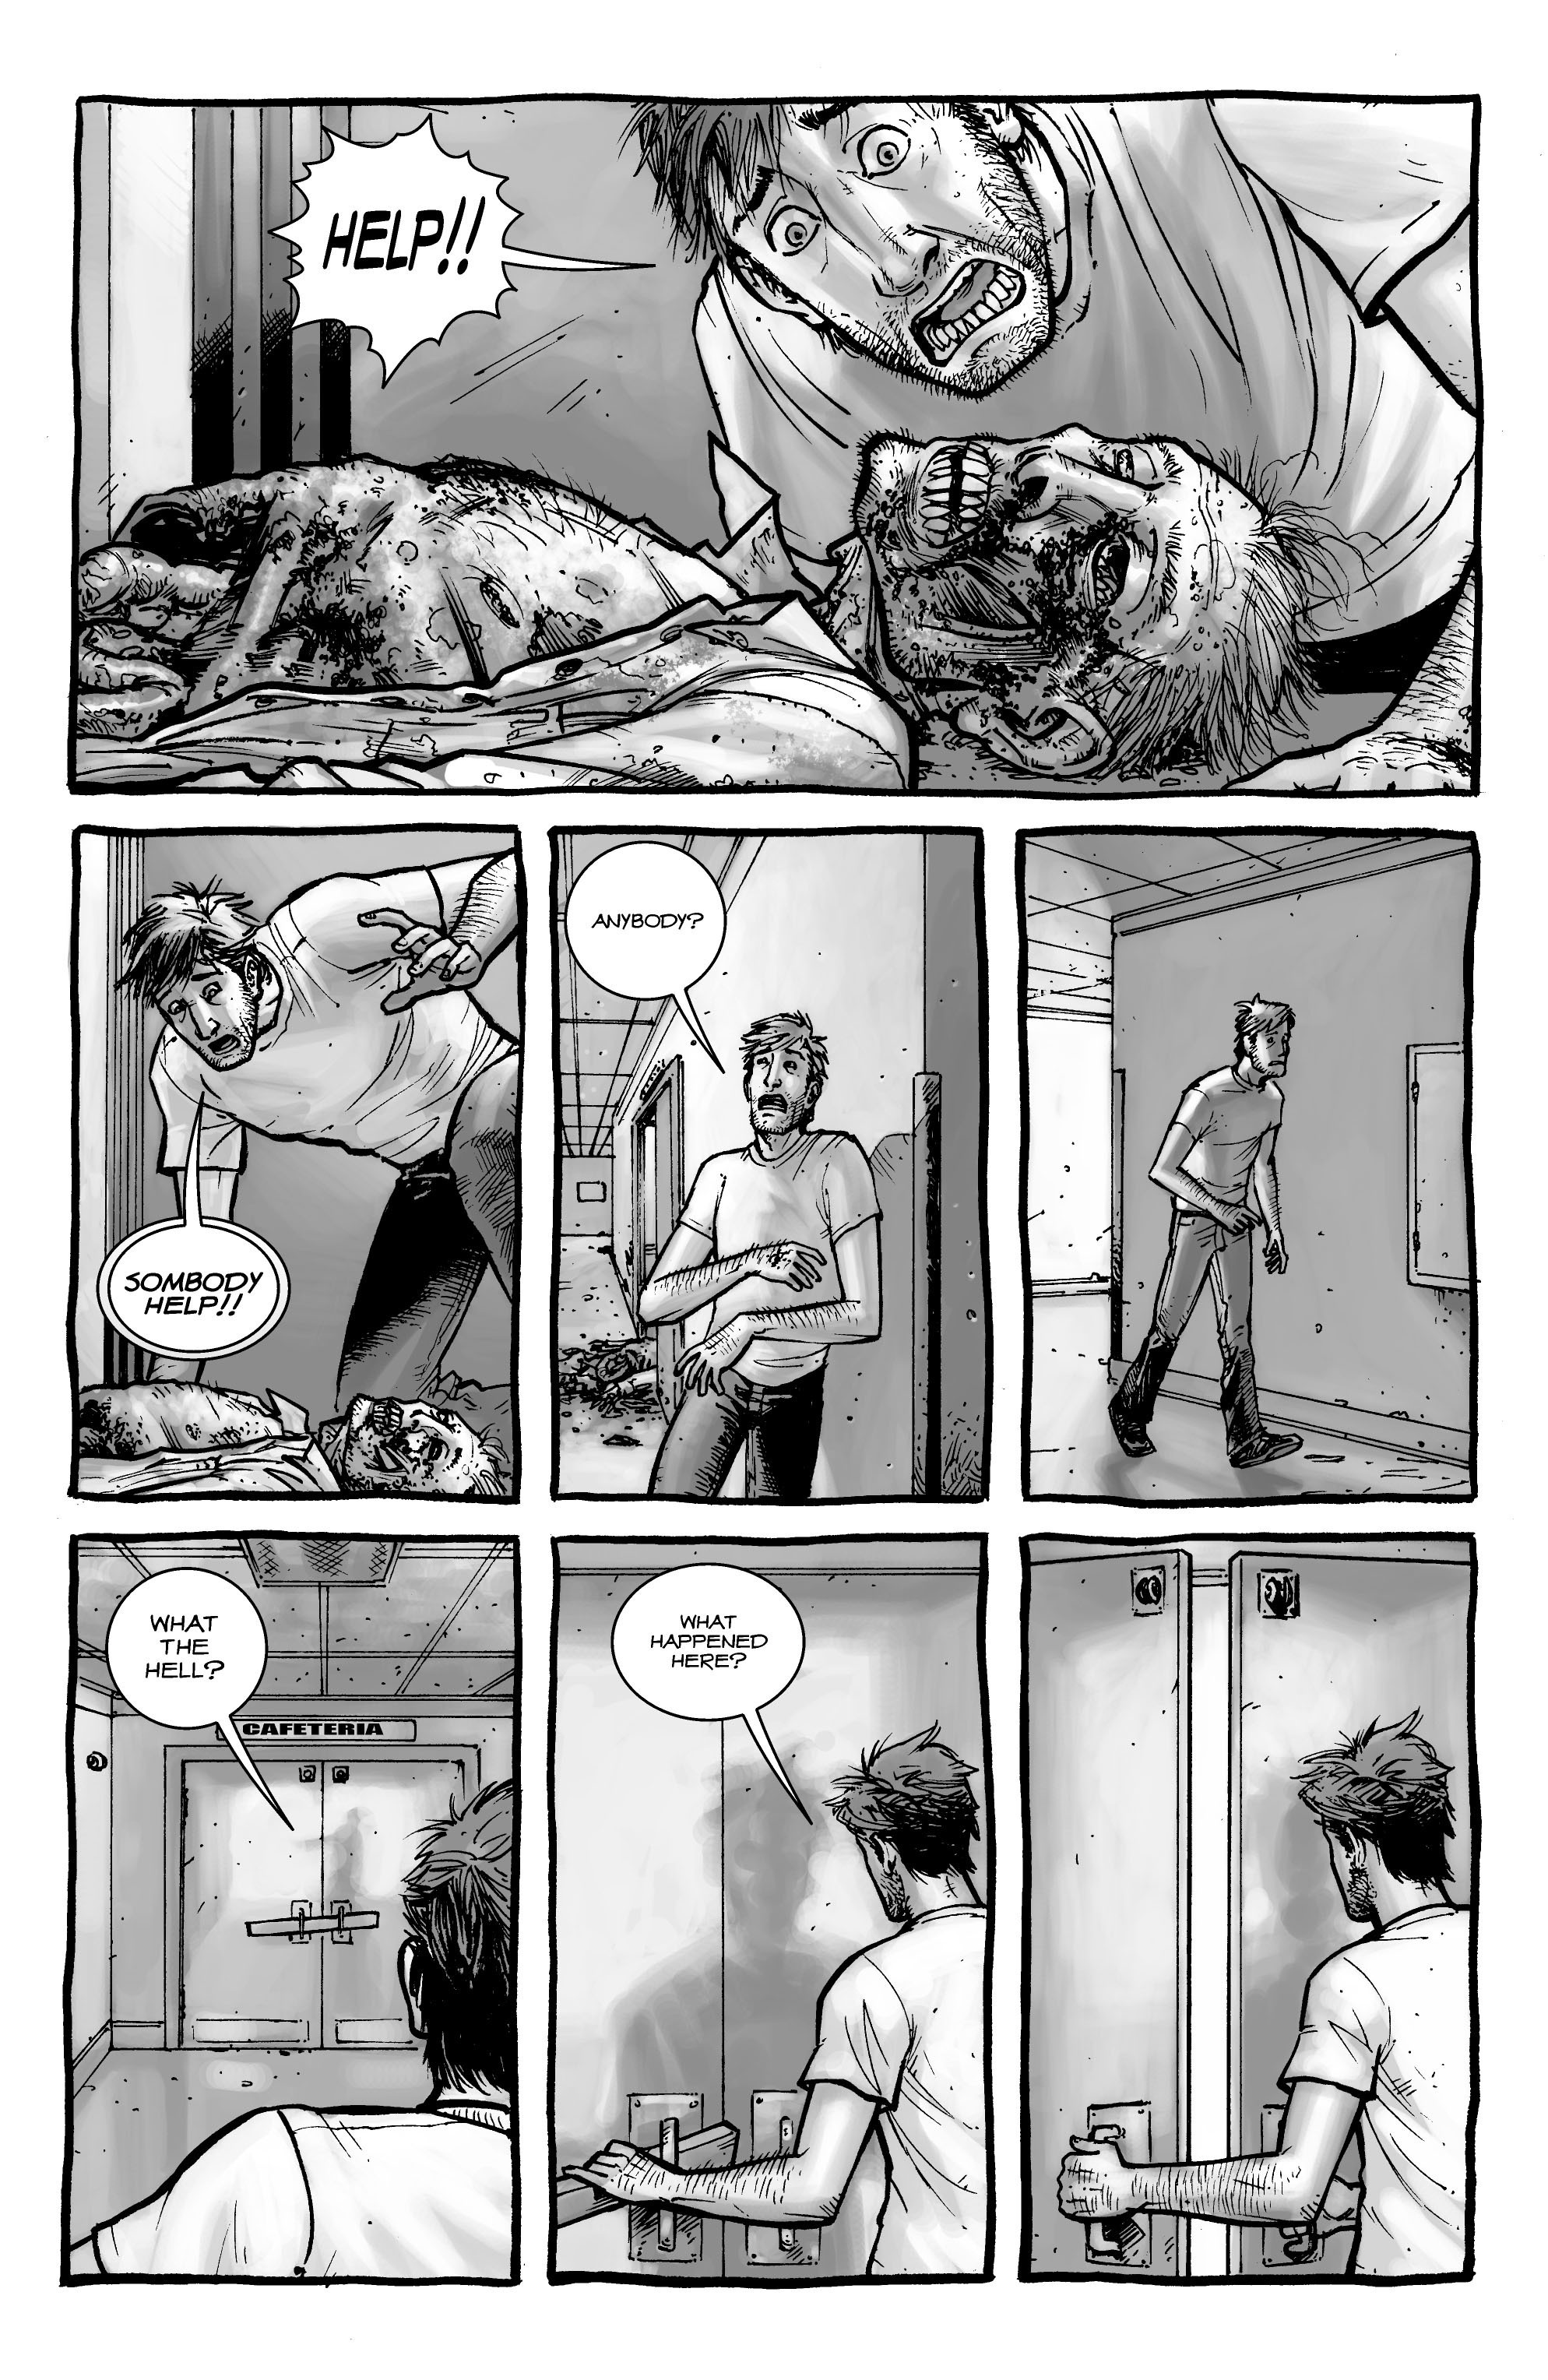 HELP!!
SOMBODY
HELP!!
ANYBODY?
WHAT
THE
HELL?
CAFETERIA
WHAT
HAPPENED
HERE?